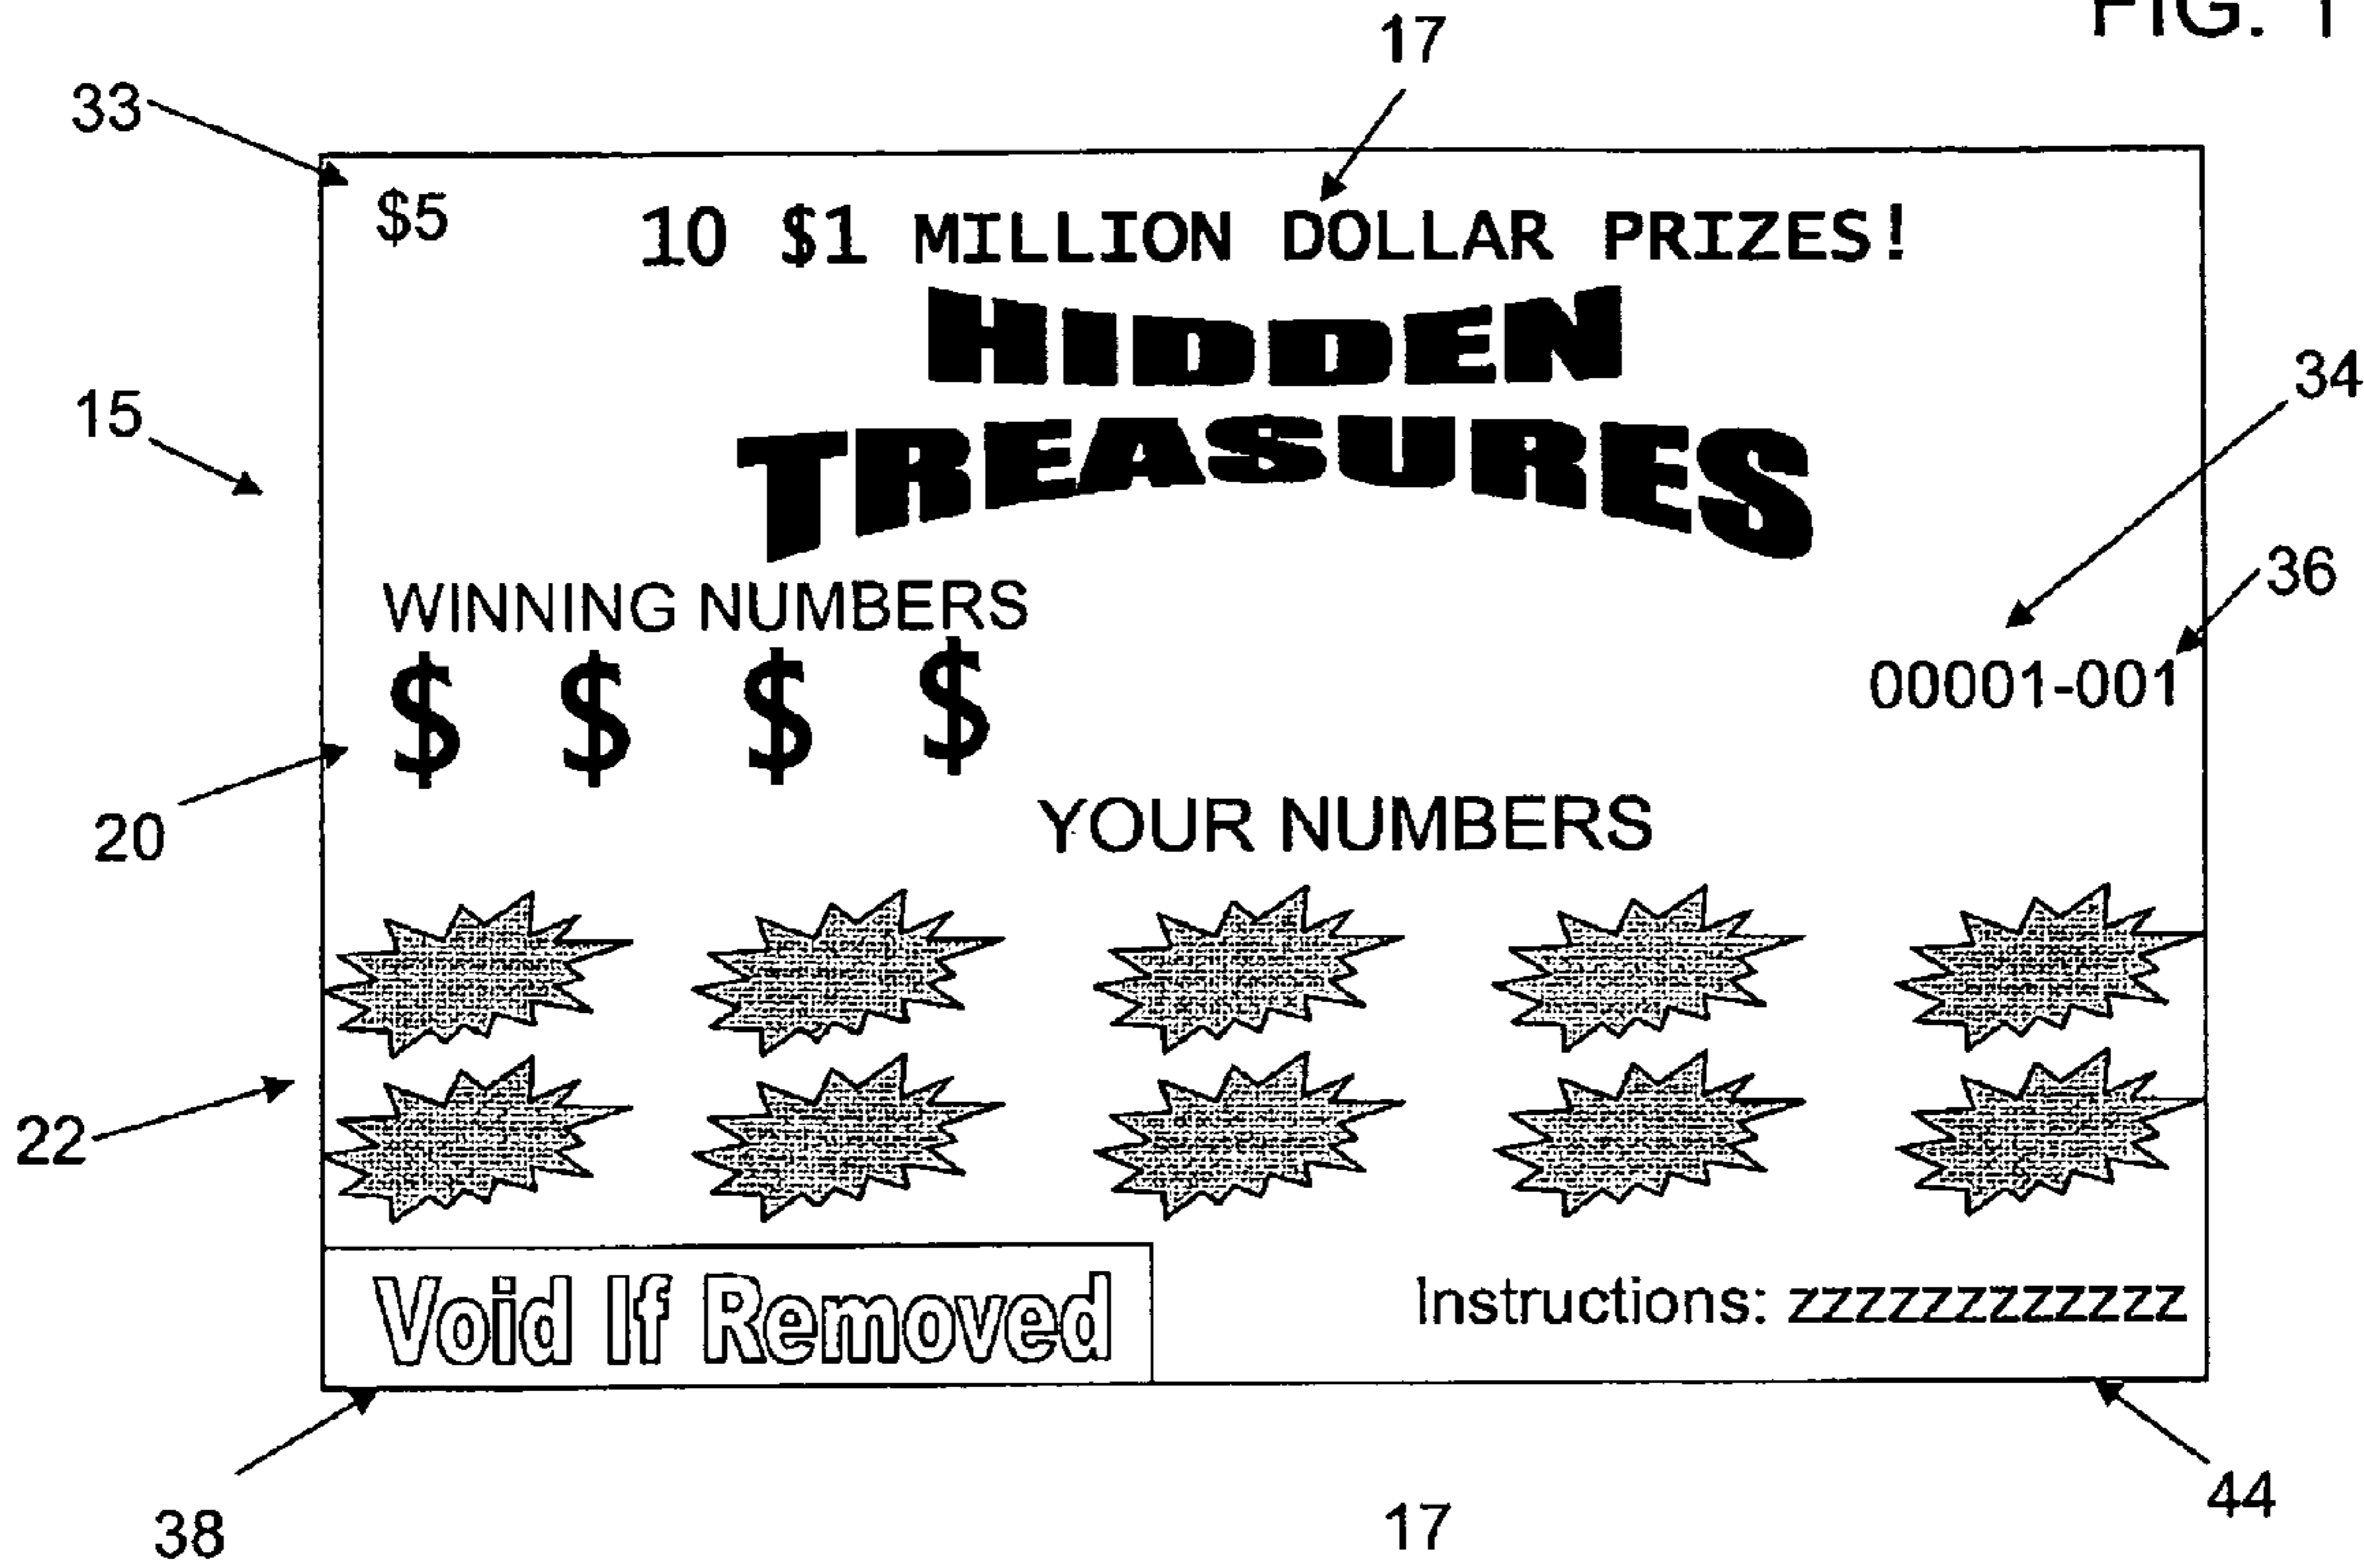 FIG. 1
17
33
$5 10 $1 MILLION DOLLAR PRIZES!
HIDDEN
34
15
TREASURES
36
WINNING NUMBERS
$ $ $ $
00001-001
20
YOUR NUMBERS
22
Void If Removed
Instructions: zzzzzzzzzzzz
38
17
44